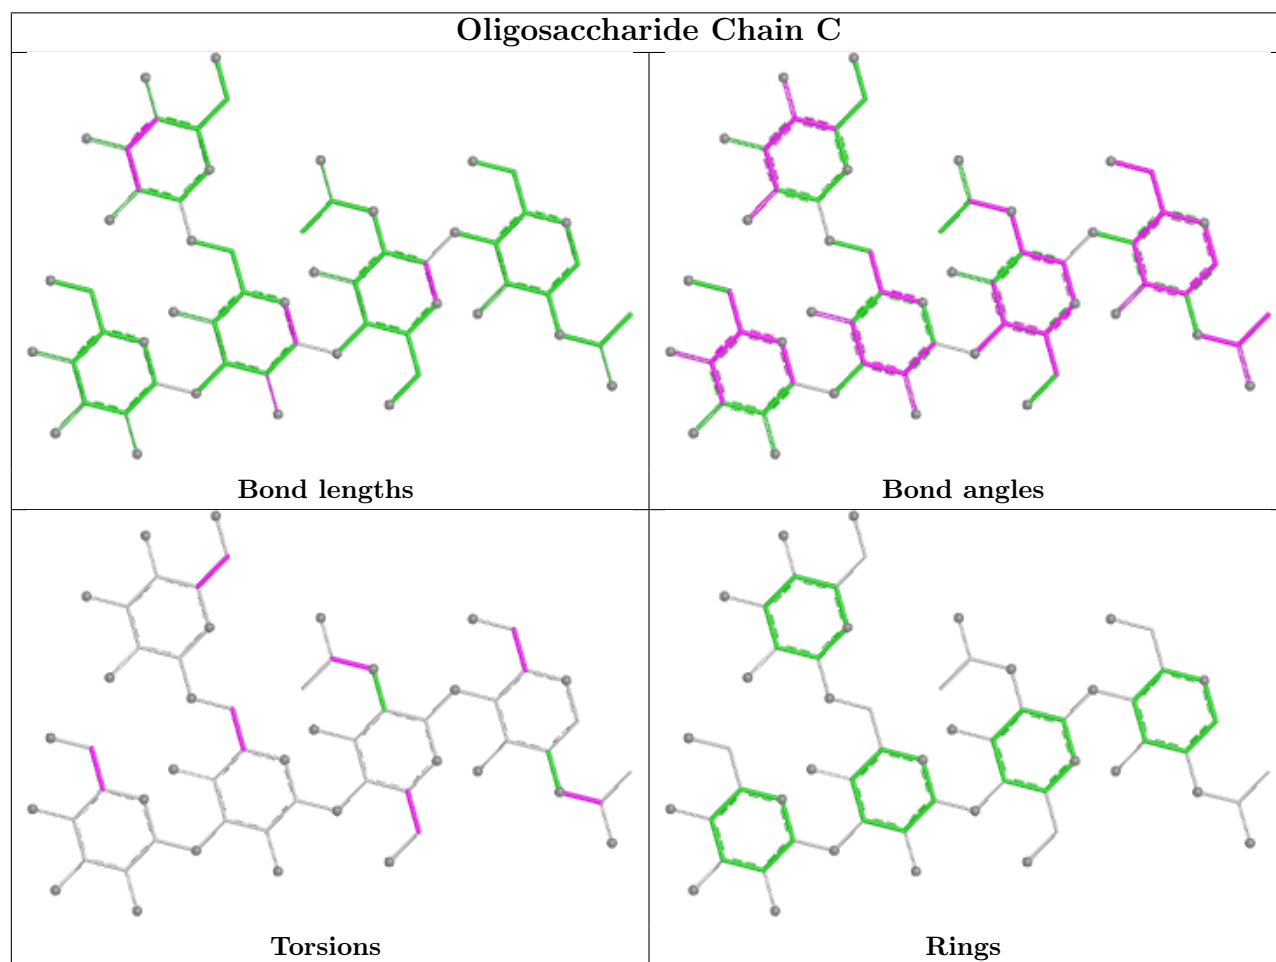 Oligosaccharide Chain C
Bond lengths
Bond angles
Torsions
Rings